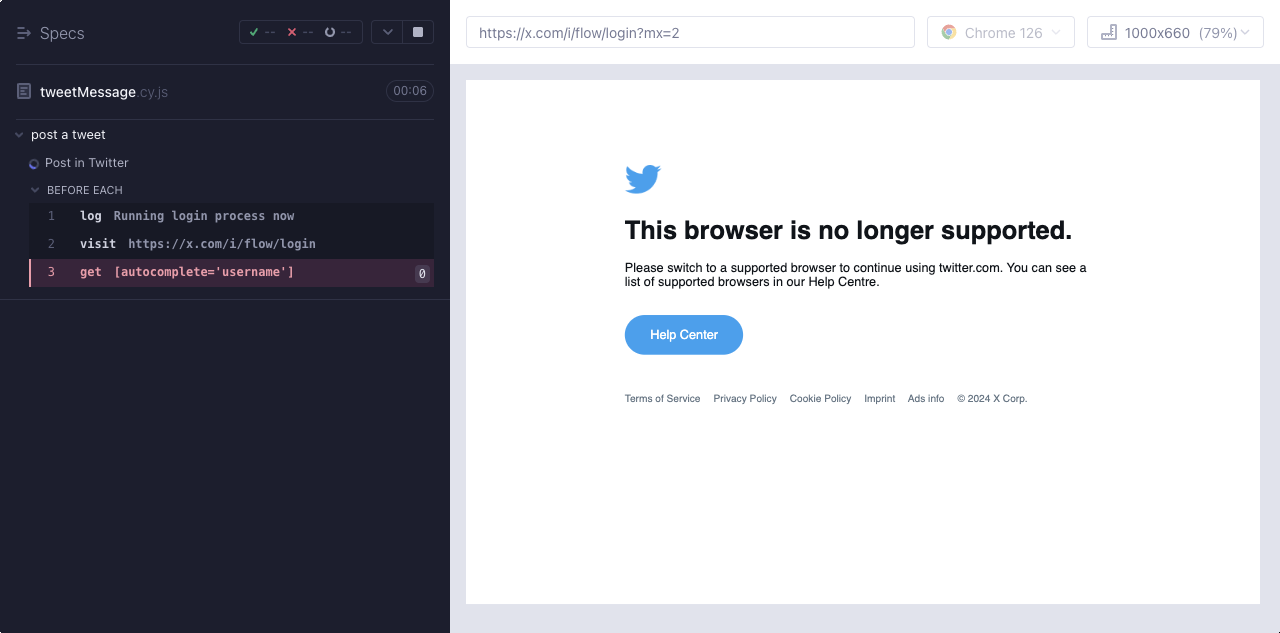 Specs
-- -- --
tweetMessage.cy.js
00:06
post a tweet
Post in Twitter
BEFORE EACH
1 log Running login process now
2 visit https://x.com/i/flow/login
3 get [autocomplete='username'] 0
https://x.com/i/flow/login?mx=2
Chrome 126
1000x660 (79%)
This browser is no longer supported.
Please switch to a supported browser to continue using twitter.com. You can see a
list of supported browsers in our Help Centre.
Help Center
Terms of Service Privacy Policy Cookie Policy Imprint Ads info © 2024 X Corp.